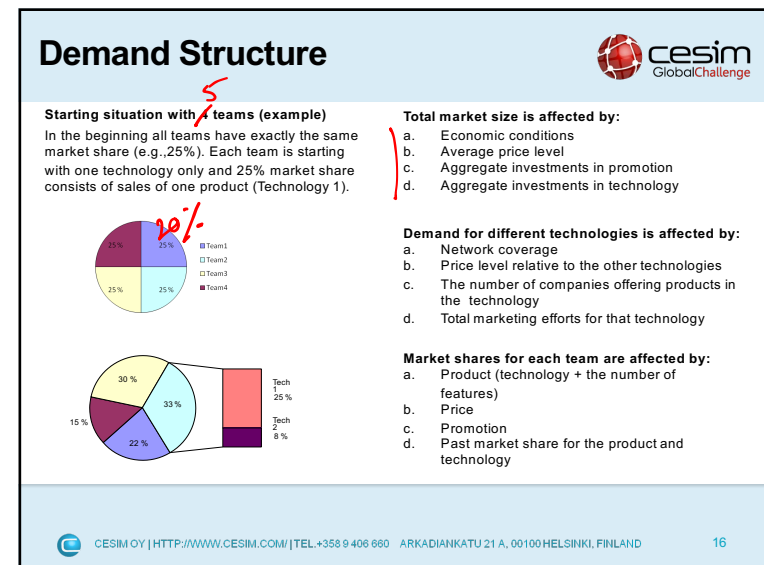 Demand Structure
cesim
GlobalChallenge
5
Starting situation with 4 teams (example)
In the beginning all teams have exactly the same
market share (e.g.,25%). Each team is starting
with one technology only and 25% market share
consists of sales of one product (Technology 1).
20%
25 %
25 %
25 %
25 %
Team1
Team2
Team3
Team4
30 %
33 %
15 %
22 %
Tech
1
25 %
Tech
2
8 %
Total market size is affected by:
a. Economic conditions
b. Average price level
c. Aggregate investments in promotion
d. Aggregate investments in technology
Demand for different technologies is affected by:
a. Network coverage
b. Price level relative to the other technologies
c. The number of companies offering products in
the technology
d. Total marketing efforts for that technology
Market shares for each team are affected by:
a. Product (technology + the number of
features)
b. Price
c. Promotion
d. Past market share for the product and
technology
CESIM OY | HTTP://WWW.CESIM.COM/ | TEL.+358 9 406 660 ARKADIANKATU 21 A, 00100 HELSINKI, FINLAND
16